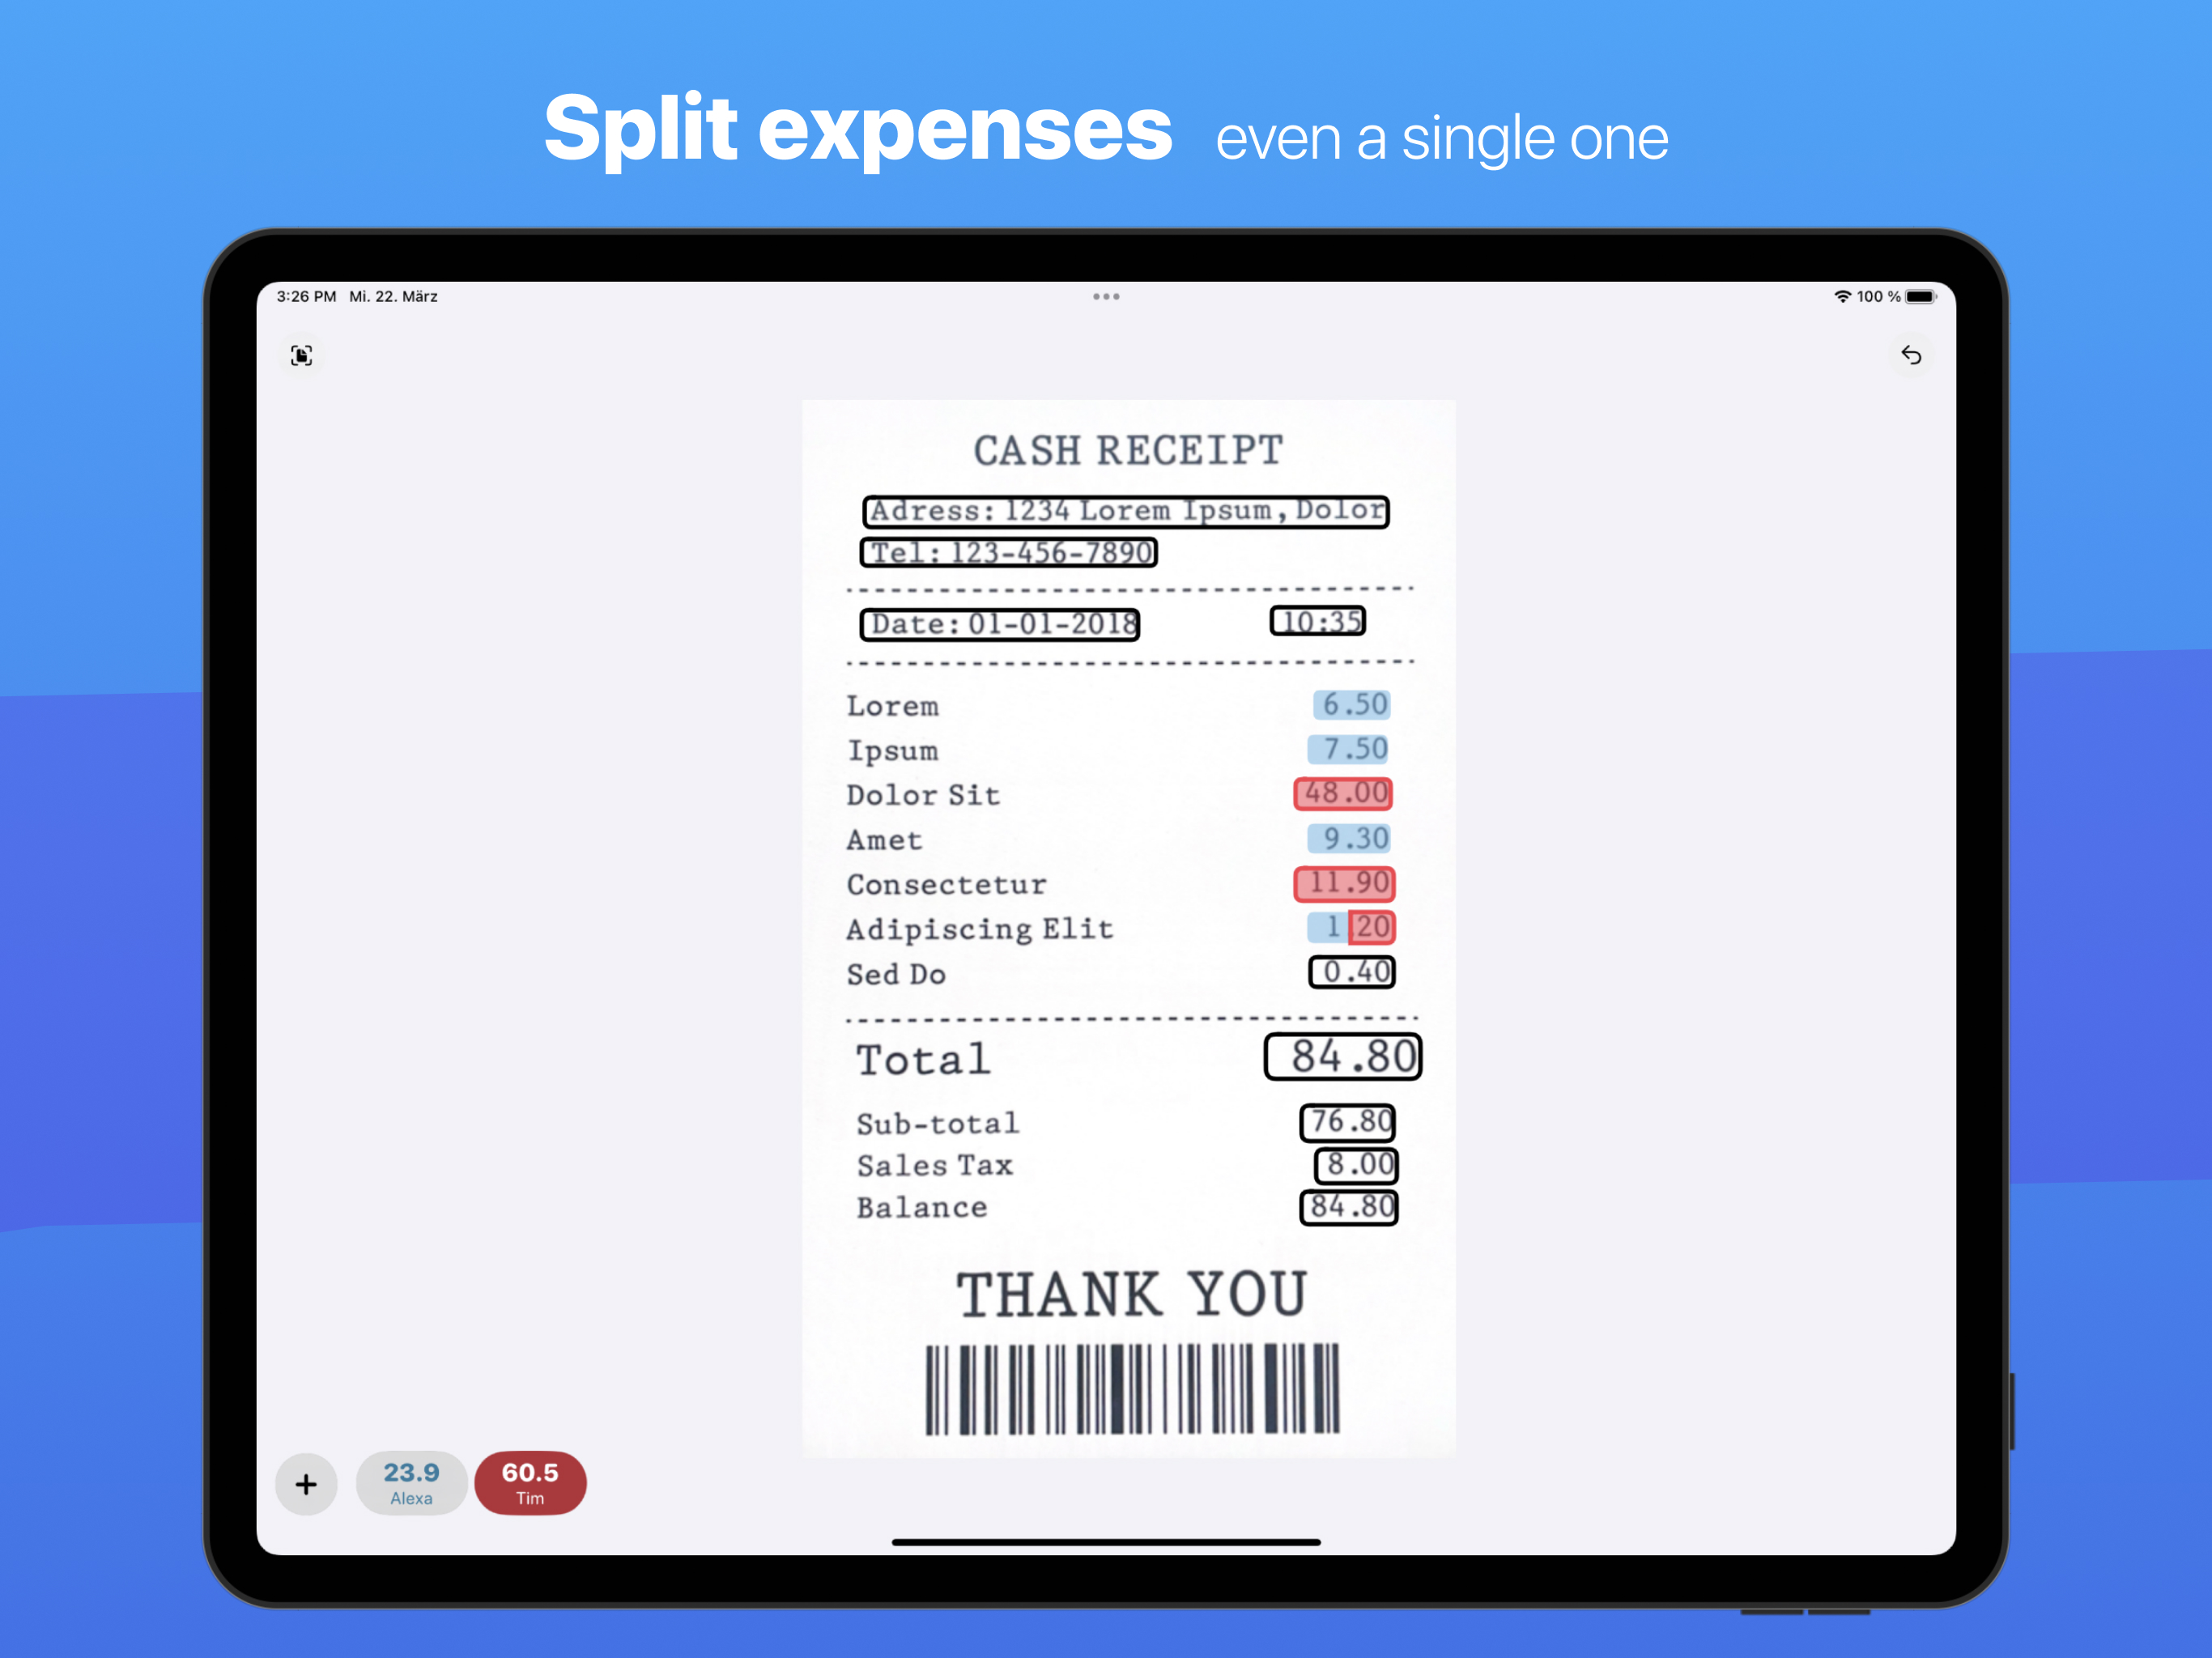 Split expenses even a single one
3:26 PM Mi. 22. März
100 %
CASH RECEIPT
Adress: 1234 Lorem Ipsum, Dolor
Tel: 123-456-7890
Date: 01-01-2018 10:35
Lorem 6.50
Ipsum 7.50
Dolor Sit 48.00
Amet 9.30
Consectetur 11.90
Adipiscing Elit 1.20
Sed Do 0.40
Total 84.80
Sub-total 76.80
Sales Tax 8.00
Balance 84.80
THANK YOU
23.9 60.5
Alexa Tim